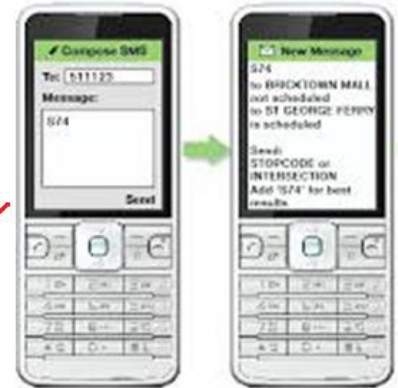 Compose SMS
To: 511123
Message:
S74
Send
New Message
S74
to BRICKTOWN MALL
not scheduled
to ST GEORGE FERRY
is scheduled
Send:
STOPCODE or
INTERSECTION
Add 'S74' for best
results